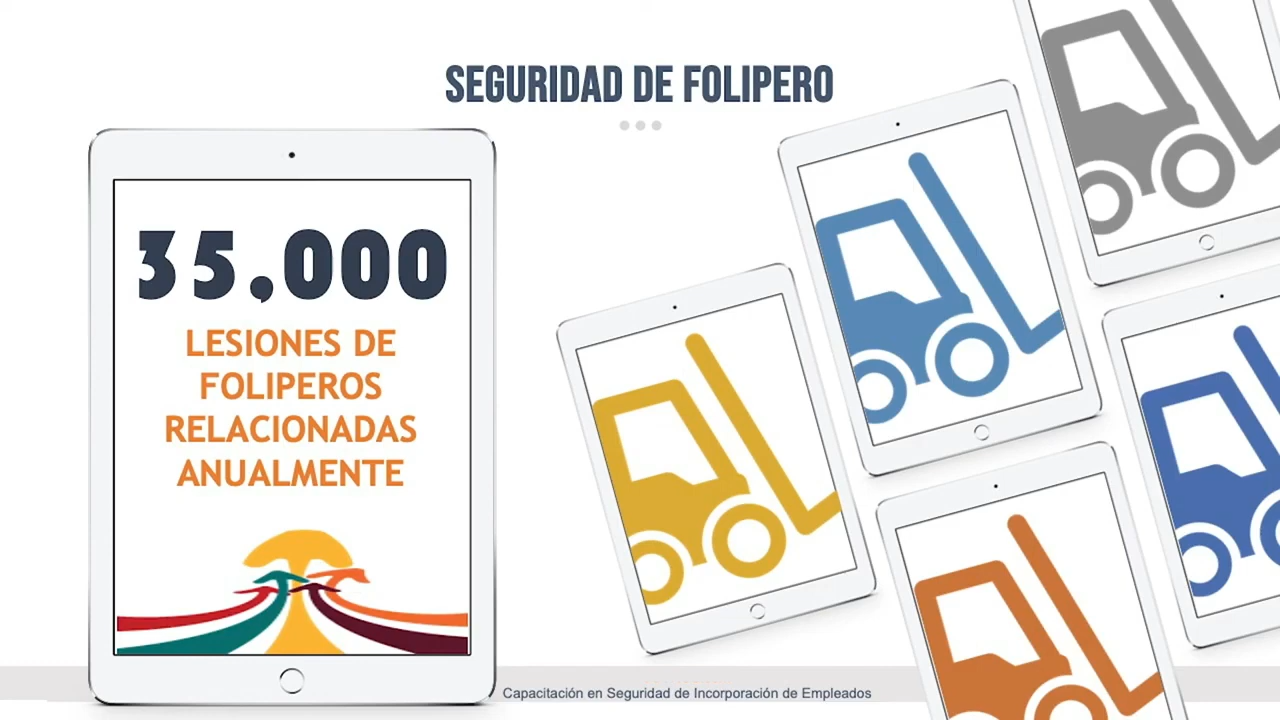 SEGURIDAD DE FOLIPERO
35,000
LESIONES DE
FOLIPEROS
RELACIONADAS
ANUALMENTE
Capacitación en Seguridad de Incorporación de Empleados